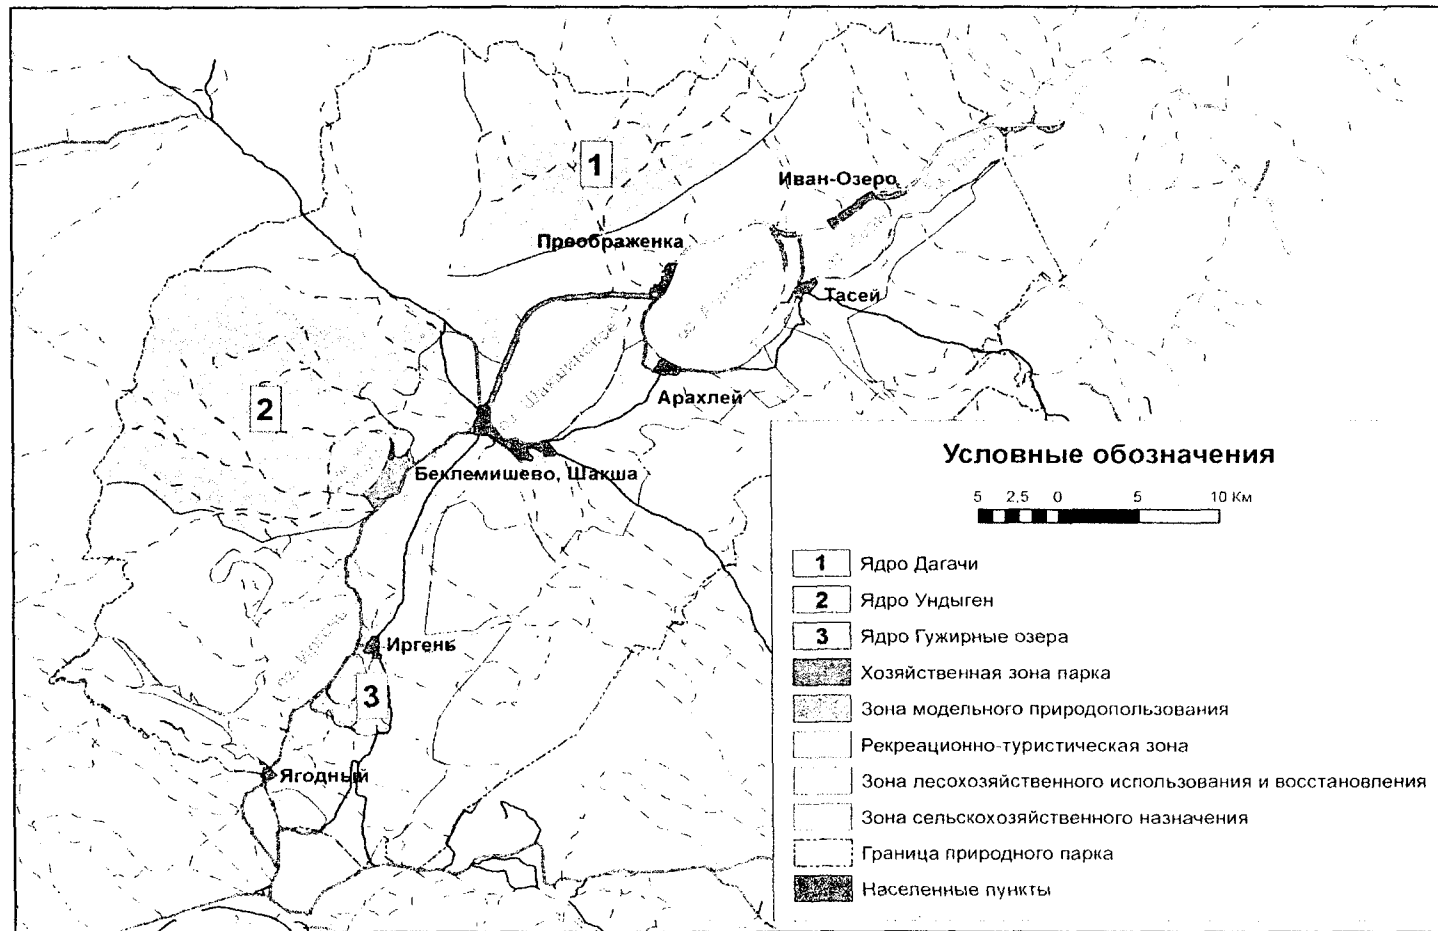 1
Иван-Озеро
Преображенка
Тасей
2
Арахлей
Беклемишево, Шакша
Иргень
3
Ягодный
Условные обозначения
5 2,5 0 5 10 Км
1 Ядро Дагачи
2 Ядро Ундыген
3 Ядро Гужирные озера
Хозяйственная зона парка
Зона модельного природопользования
Рекреационно-туристическая зона
Зона лесохозяйственного использования и восстановления
Зона сельскохозяйственного назначения
Граница природного парка
Населенные пункты